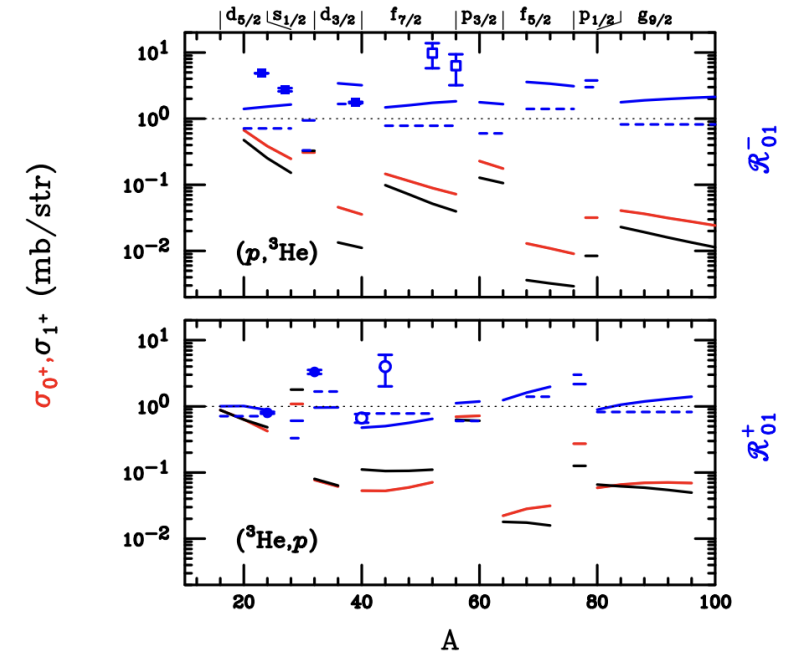 d₅/₂ s₁/₂ d₃/₂ f₇/₂ p₃/₂ f₅/₂ p₁/₂ g₉/₂
10¹
10⁰
10⁻¹
10⁻²
(p,³He)
ℛ⁻₀₁
σ₀⁺,σ₁⁺ (mb/str)
10¹
10⁰
10⁻¹
10⁻²
(³He,p)
ℛ⁺₀₁
20 40 60 80 100
A